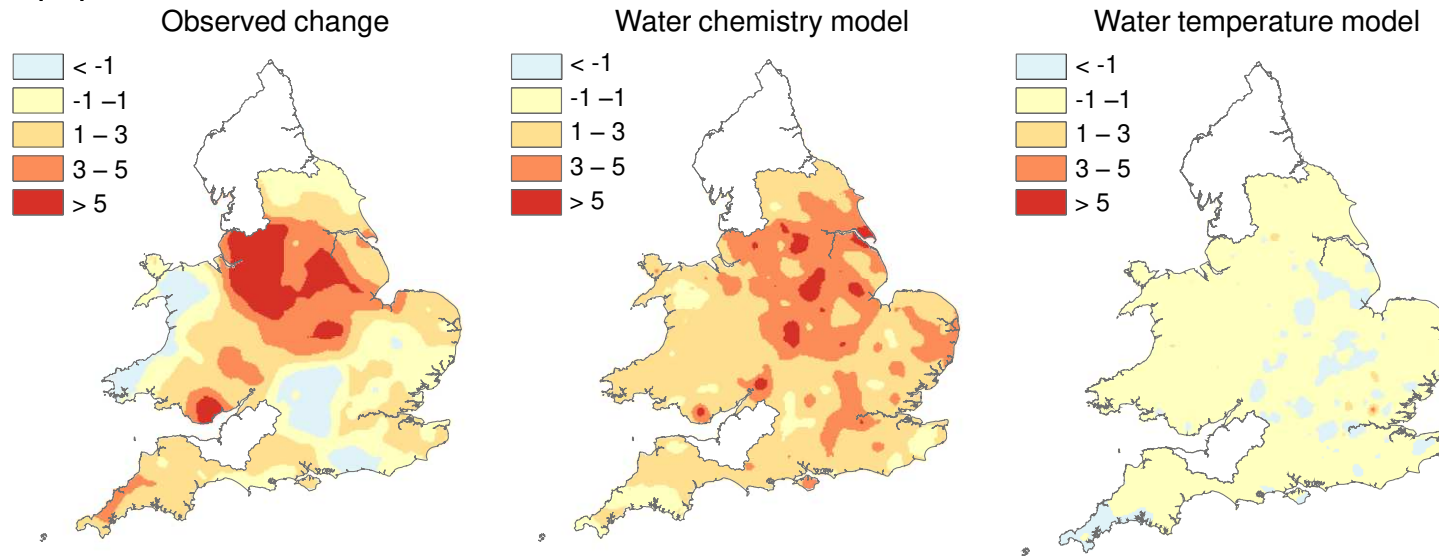 Observed change
Water chemistry model
Water temperature model
< -1
-1 –1
1 – 3
3 – 5
> 5
< -1
-1 –1
1 – 3
3 – 5
> 5
< -1
-1 –1
1 – 3
3 – 5
> 5